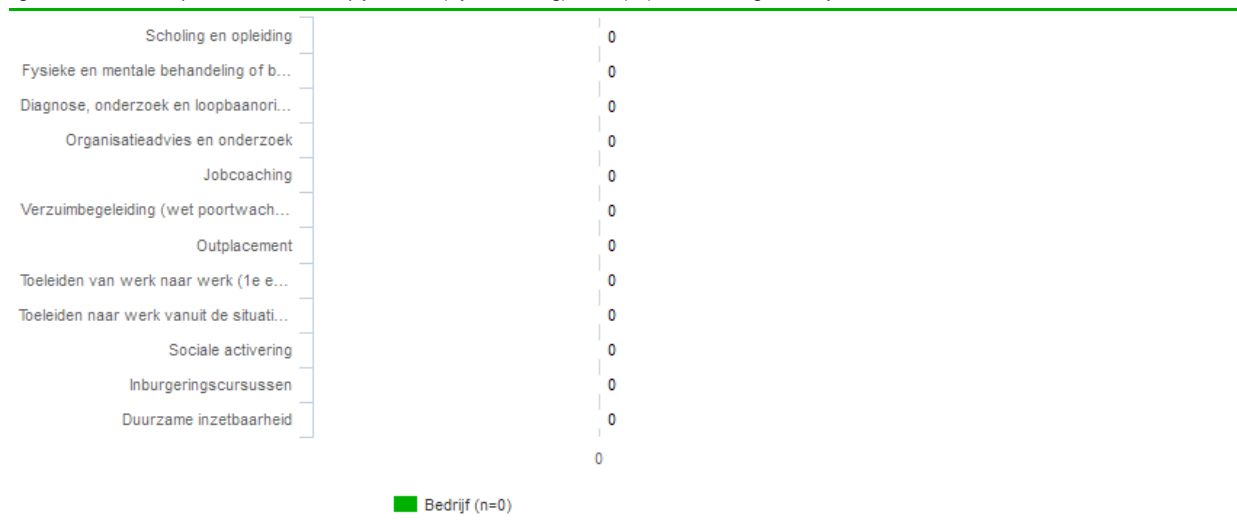 Scholing en opleiding 0
Fysieke en mentale behandeling of b... 0
Diagnose, onderzoek en loopbaanori... 0
Organisatieadvies en onderzoek 0
Jobcoaching 0
Verzuimbegeleiding (wet poortwach... 0
Outplacement 0
Toeleiden van werk naar werk (1e e... 0
Toeleiden naar werk vanuit de situati... 0
Sociale activering 0
Inburgeringscursussen 0
Duurzame inzetbaarheid 0
0
Bedrijf (n=0)